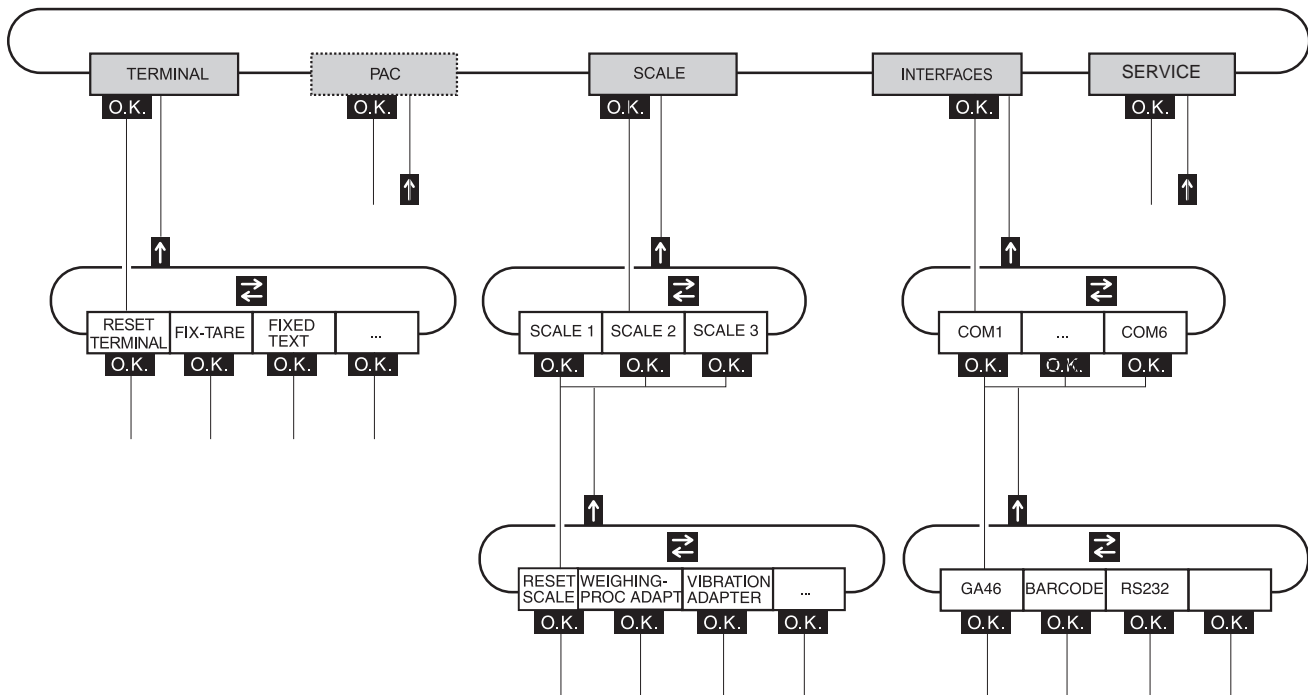 TERMINAL PAC SCALE INTERFACES SERVICE
O.K. O.K. O.K. O.K. O.K.
RESET TERMINAL FIX-TARE FIXED TEXT ...
O.K. O.K. O.K. O.K.
SCALE 1 SCALE 2 SCALE 3
O.K. O.K. O.K.
COM1 ... COM6
O.K. O.K. O.K.
RESET SCALE WEIGHING-PROC ADAPT VIBRATION ADAPTER ...
O.K. O.K. O.K. O.K.
GA46 BARCODE RS232
O.K. O.K. O.K. O.K.